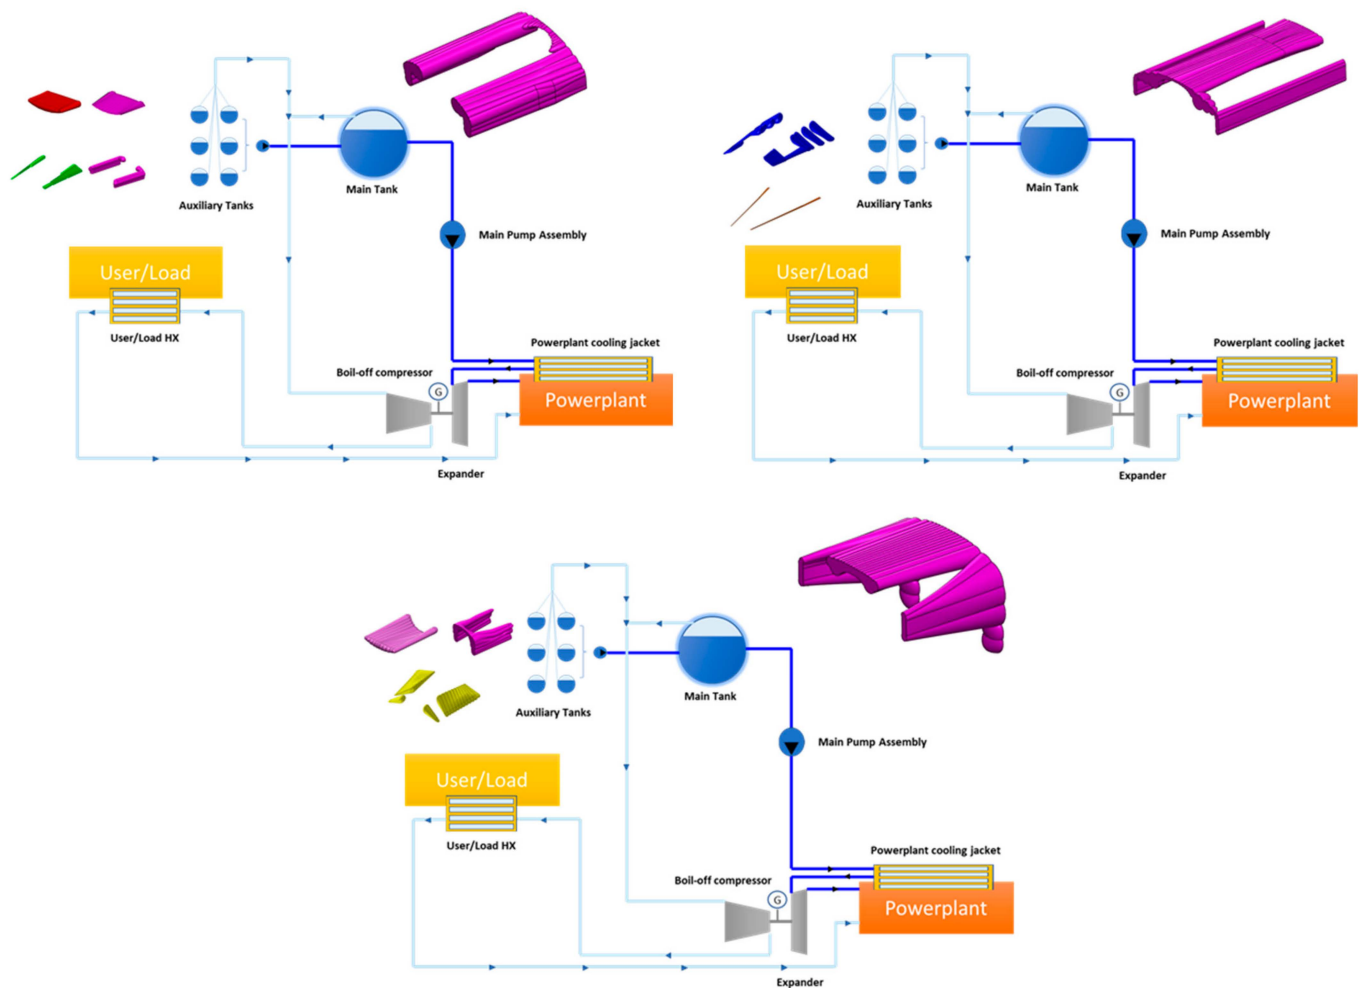 Main Tank
Auxiliary Tanks
Main Pump Assembly
User/Load
User/Load HX
Powerplant cooling jacket
Boil-off compressor
G
Powerplant
Expander
Main Tank
Auxiliary Tanks
Main Pump Assembly
User/Load
User/Load HX
Powerplant cooling jacket
Boil-off compressor
G
Powerplant
Expander
Main Tank
Auxiliary Tanks
Main Pump Assembly
User/Load
User/Load HX
Powerplant cooling jacket
Boil-off compressor
G
Powerplant
Expander